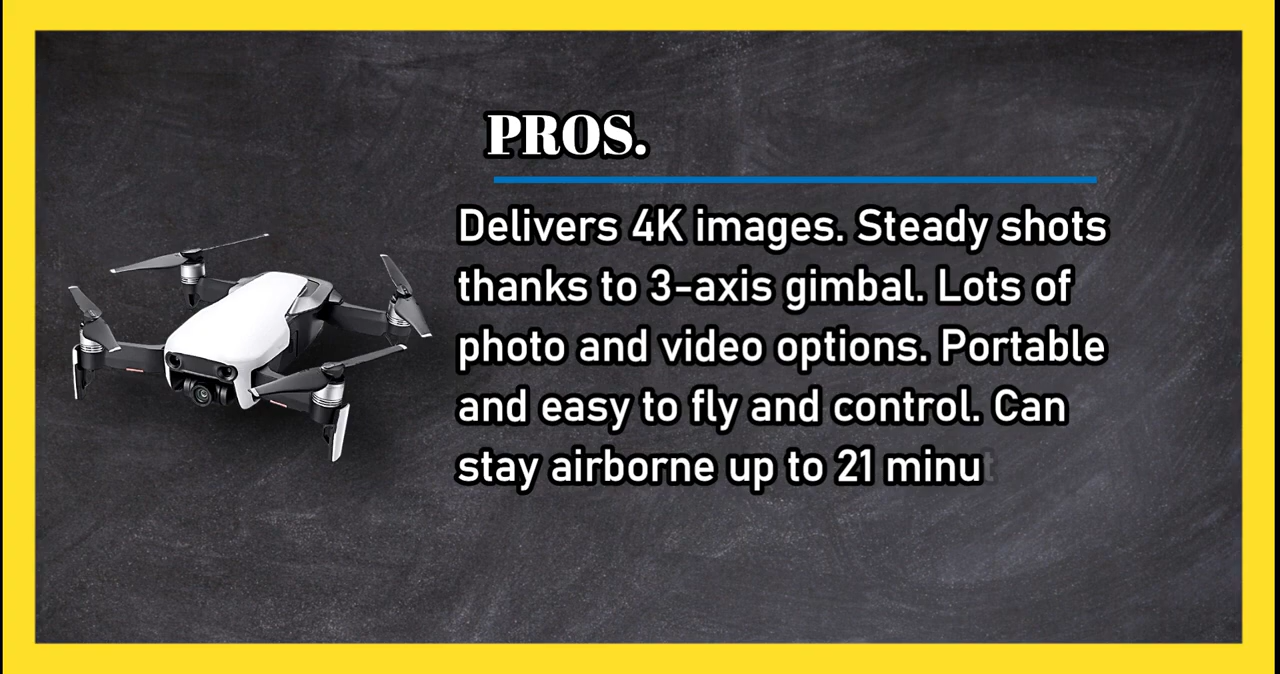 PROS.
Delivers 4K images. Steady shots
thanks to 3-axis gimbal. Lots of
photo and video options. Portable
and easy to fly and control. Can
stay airborne up to 21 minut